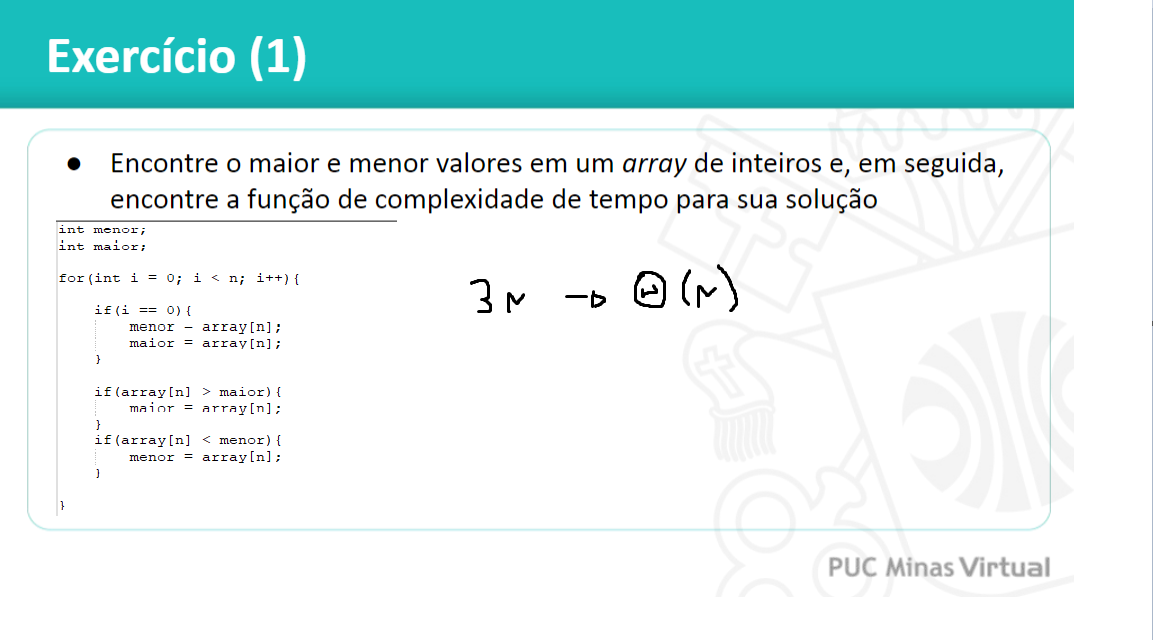 Exercício (1)
● Encontre o maior e menor valores em um array de inteiros e, em seguida,
encontre a função de complexidade de tempo para sua solução
int menor;
int maior;
for(int i = 0; i < n; i++){
if(i == 0){
menor = array[n];
maior = array[n];
}
if(array[n] > maior){
maior = array[n];
}
if(array[n] < menor){
menor = array[n];
}
}
3N → Θ(N)
PUC Minas Virtual